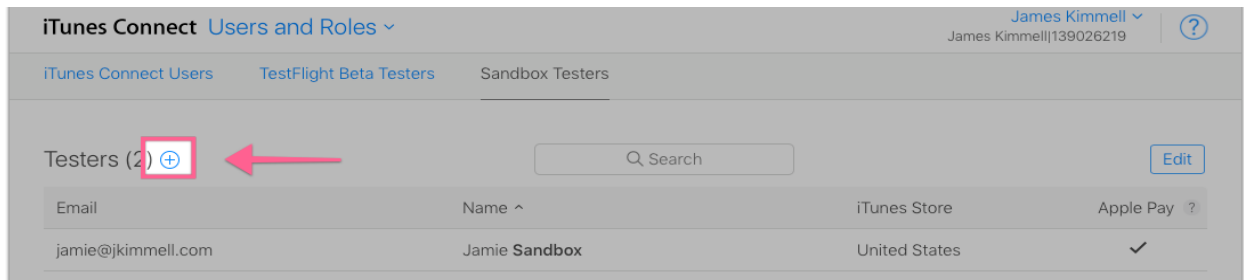 iTunes Connect Users and Roles
James Kimmell
James Kimmell|139026219
?
iTunes Connect Users TestFlight Beta Testers Sandbox Testers
Testers (2) Search Edit
Email Name iTunes Store Apple Pay ?
jamie@jkimmell.com Jamie Sandbox United States